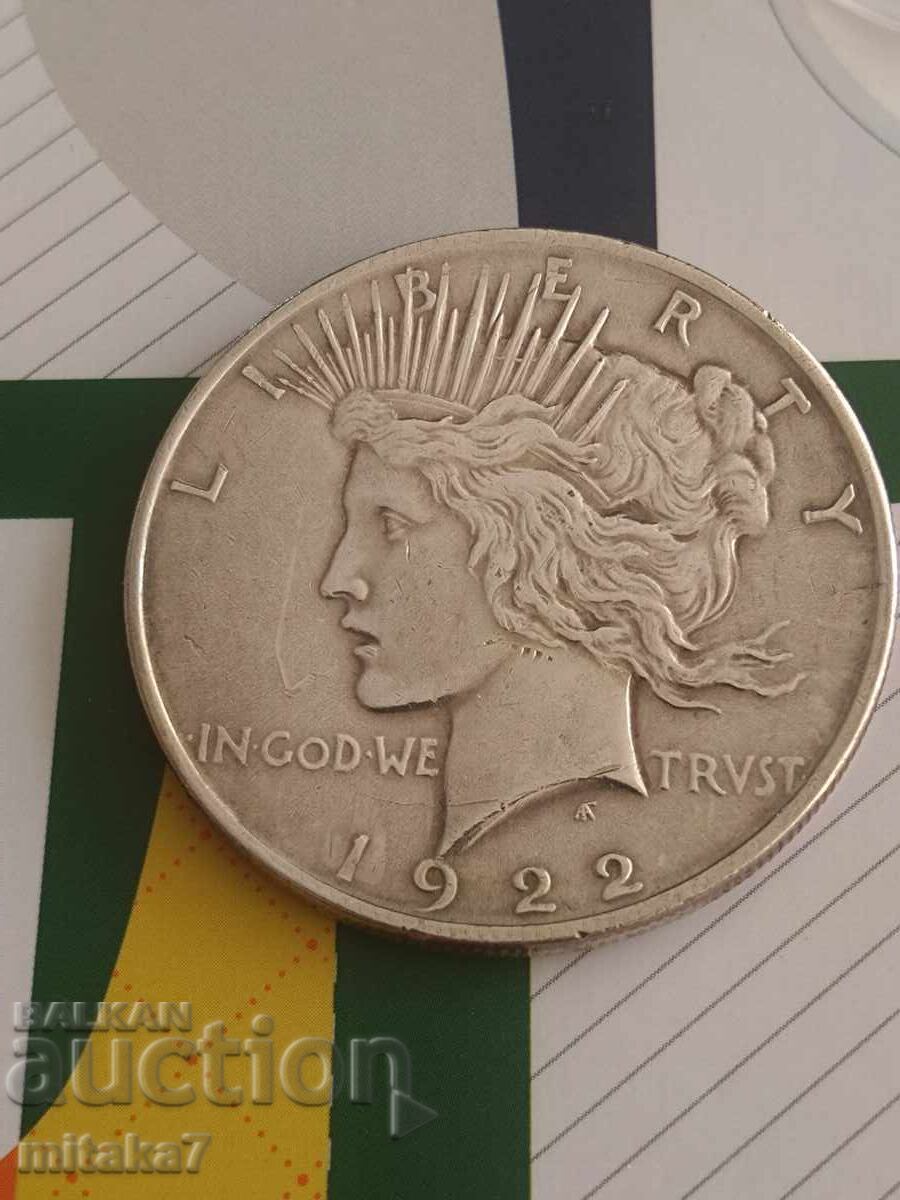 LIBERTY
IN·GOD·WE TRVST
1922
BALKAN
auction
mitaka7